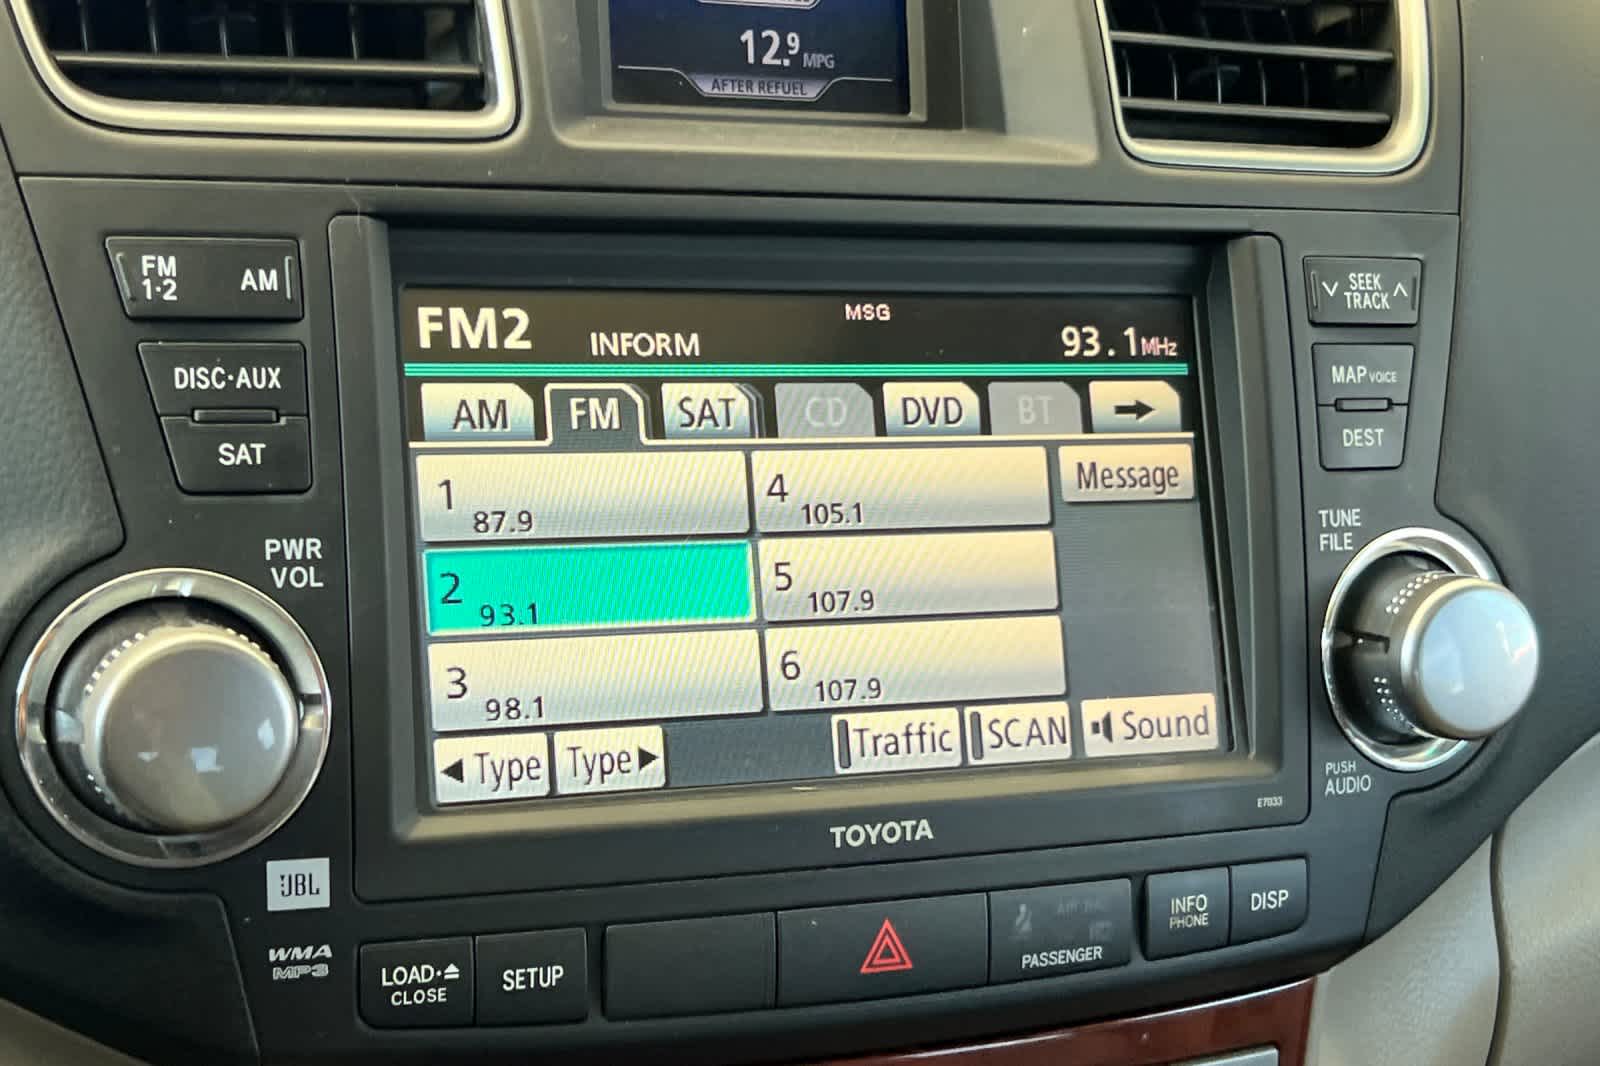 12.9 MPG
AFTER REFUEL
FM 1·2
AM
DISC·AUX
SAT
PWR
VOL
JBL
WMA
MP3
FM2
INFORM
MSG
93.1 MHz
AM
FM
SAT
CD
DVD
BT
1 87.9
4 105.1
Message
2 93.1
5 107.9
3 98.1
6 107.9
◀ Type
Type ▶
Traffic
SCAN
Sound
TOYOTA
E7033
SEEK
TRACK
MAP VOICE
DEST
TUNE
FILE
PUSH
AUDIO
LOAD·⏏
CLOSE
SETUP
PASSENGER
INFO
PHONE
DISP